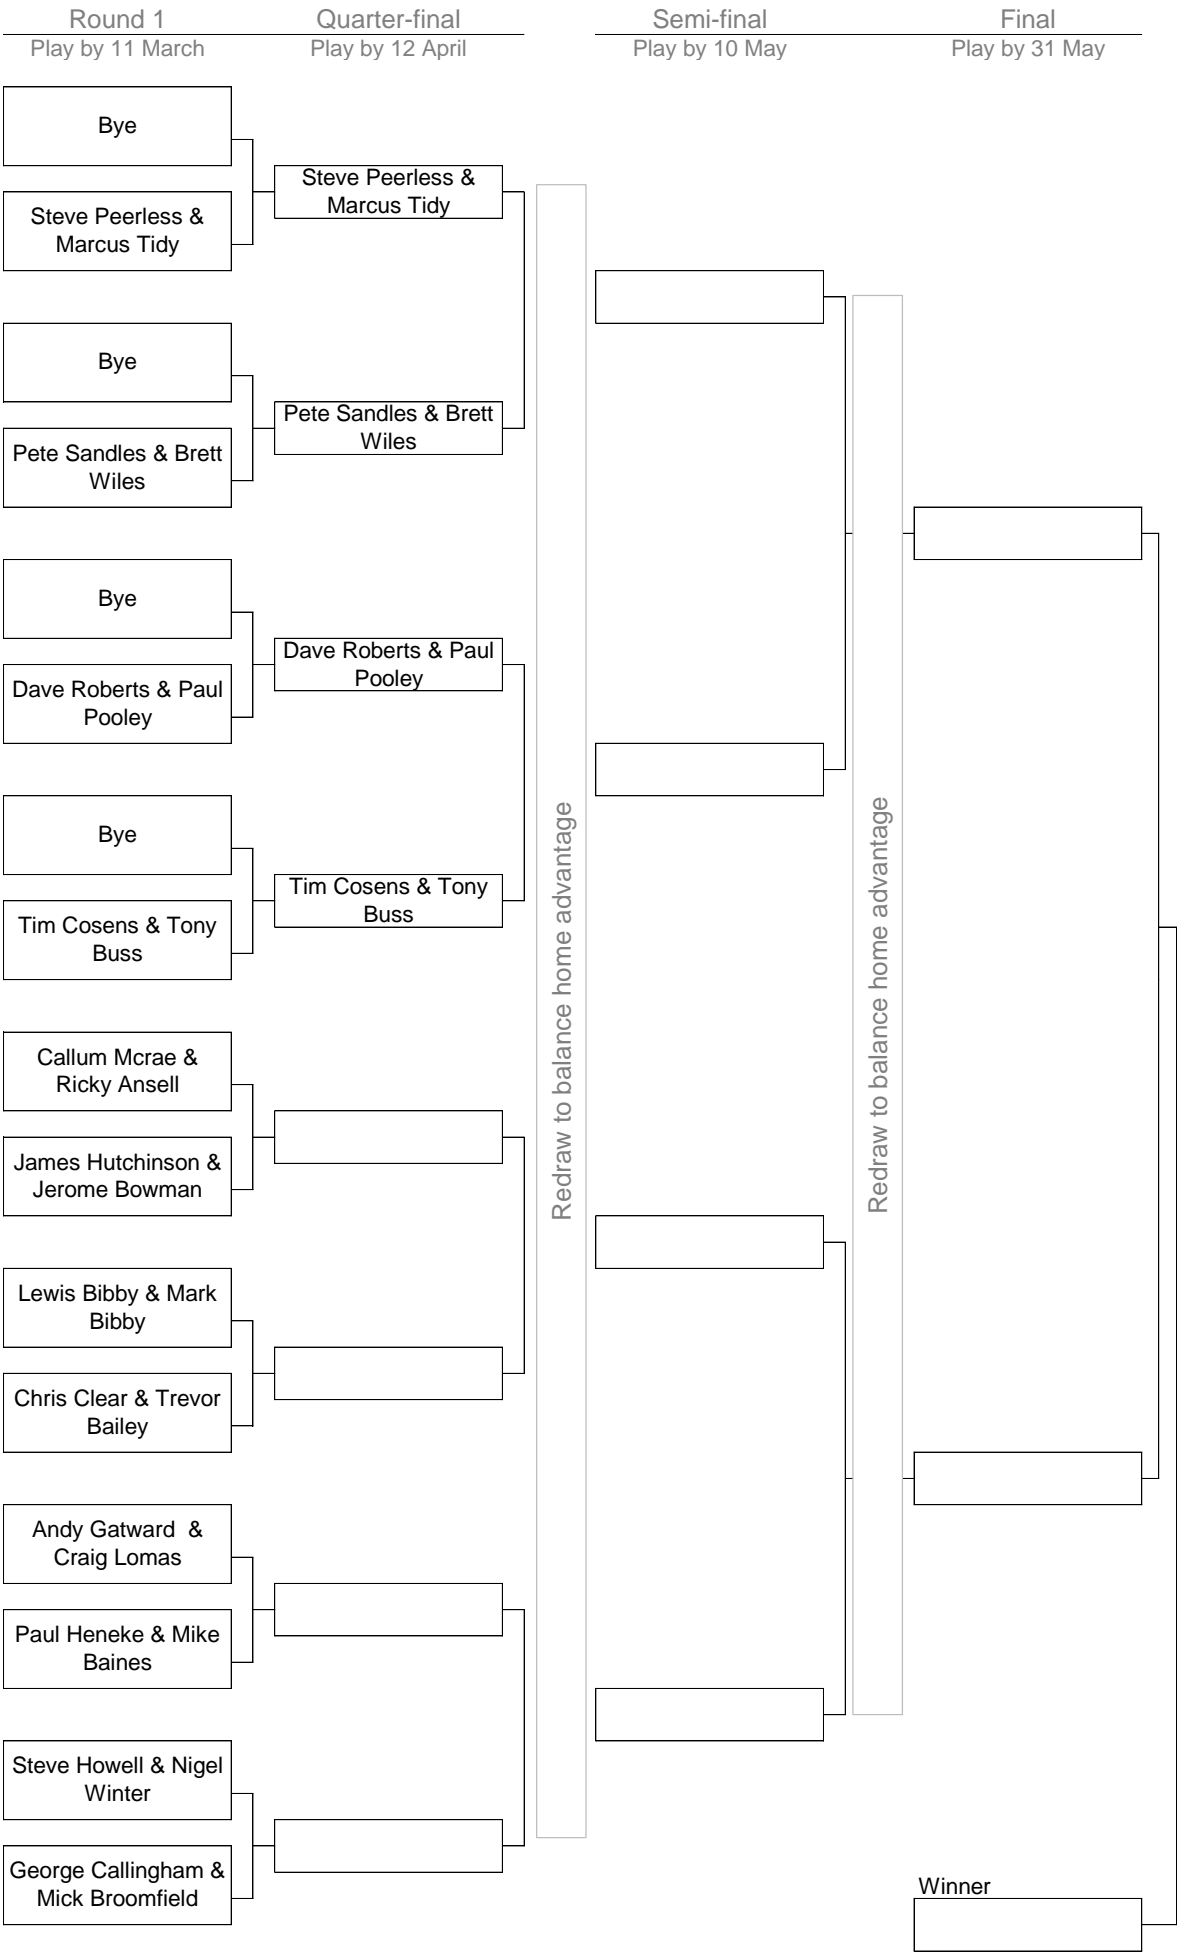 Round 1
Play by 11 March
Quarter-final
Play by 12 April
Semi-final
Play by 10 May
Final
Play by 31 May
Bye
Steve Peerless &
Marcus Tidy
Bye
Pete Sandles & Brett
Wiles
Bye
Dave Roberts & Paul
Pooley
Bye
Tim Cosens & Tony
Buss
Callum Mcrae &
Ricky Ansell
James Hutchinson &
Jerome Bowman
Lewis Bibby & Mark
Bibby
Chris Clear & Trevor
Bailey
Andy Gatward  &
Craig Lomas
Paul Heneke & Mike
Baines
Steve Howell & Nigel
Winter
George Callingham &
Mick Broomfield
Steve Peerless &
Marcus Tidy
Pete Sandles & Brett
Wiles
Dave Roberts & Paul
Pooley
Tim Cosens & Tony
Buss
Redraw to balance home advantage
Redraw to balance home advantage
Winner